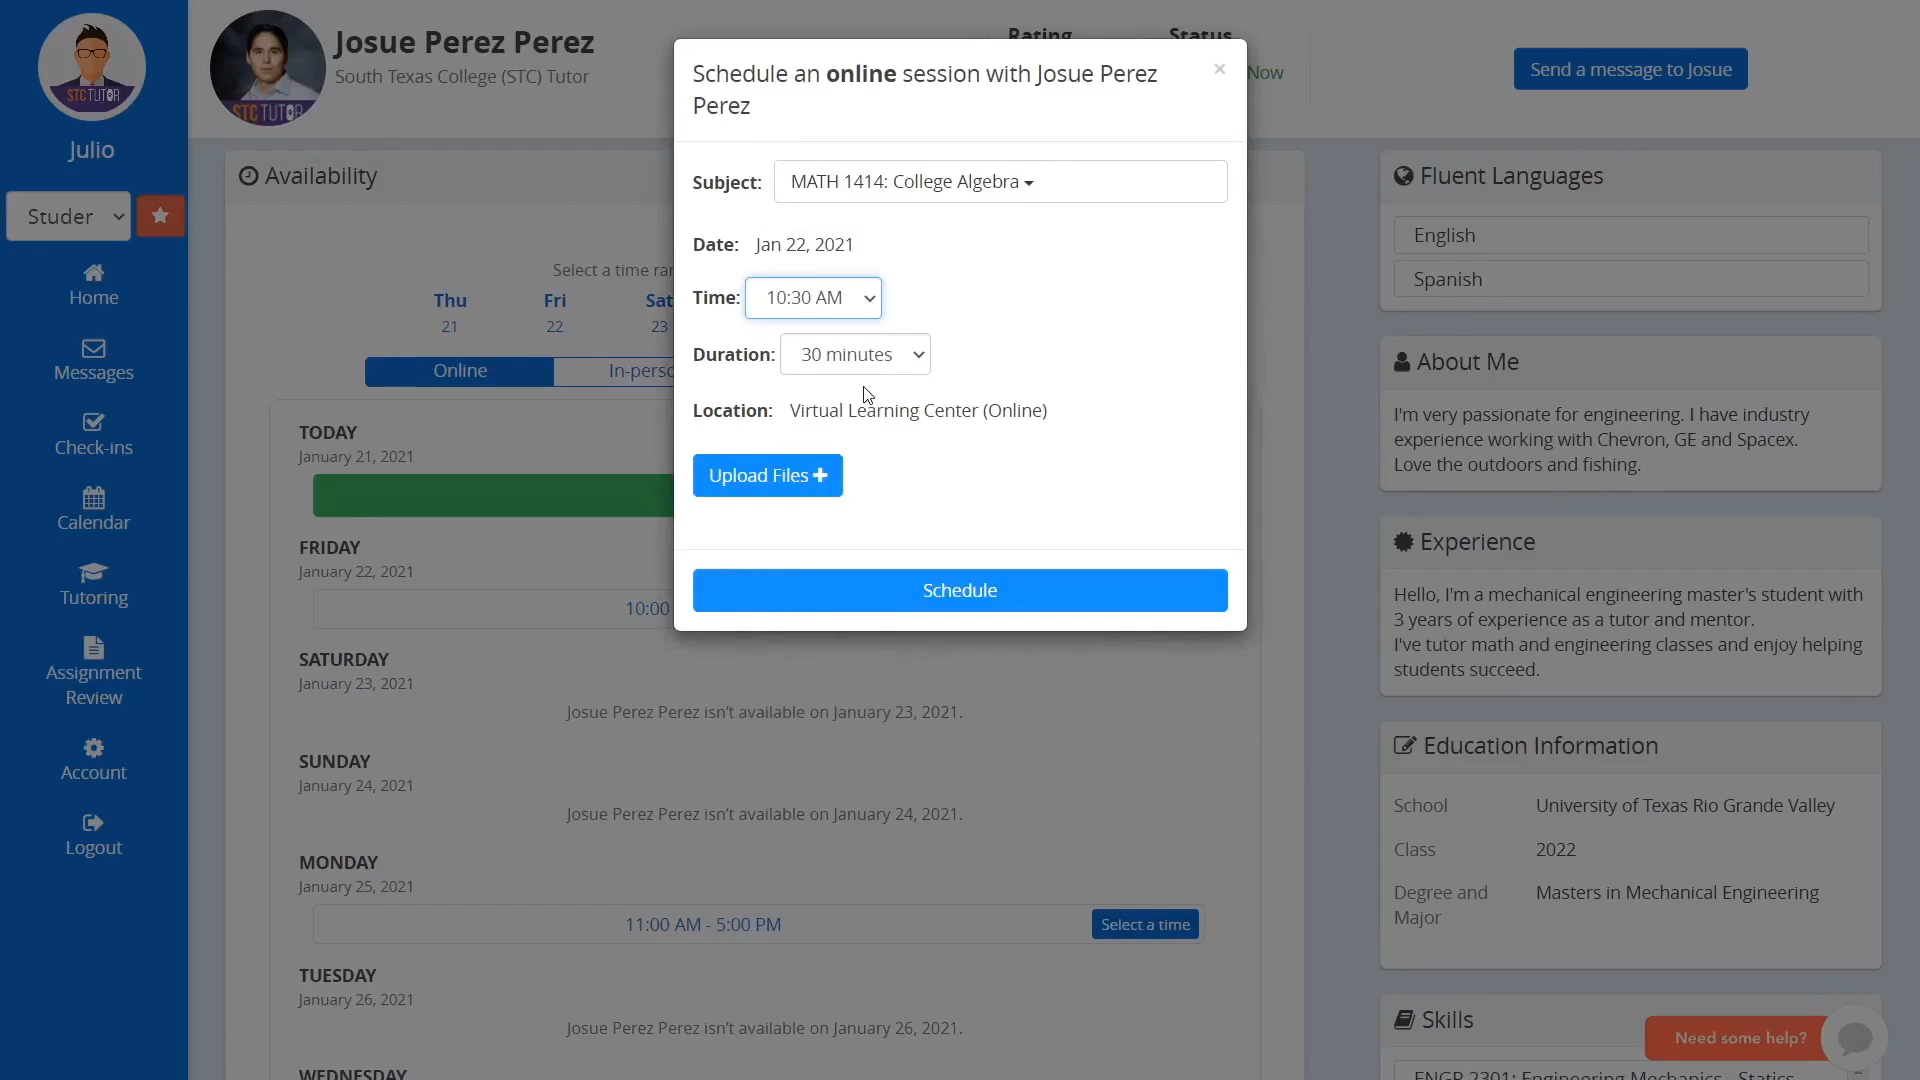 STC TUTOR
Julio
Studer
Home
Messages
Check-ins
Calendar
Tutoring
Assignment
Review
Account
Logout
STC TUTOR
Josue Perez Perez
South Texas College (STC) Tutor
Rating
Status
Now
Send a message to Josue
Availability
Select a time ran
Thu
Fri
Sat
21
22
23
Online
In-perso
TODAY
January 21, 2021
FRIDAY
January 22, 2021
10:00
SATURDAY
January 23, 2021
Josue Perez Perez isn't available on January 23, 2021.
SUNDAY
January 24, 2021
Josue Perez Perez isn't available on January 24, 2021.
MONDAY
January 25, 2021
11:00 AM - 5:00 PM
Select a time
TUESDAY
January 26, 2021
Josue Perez Perez isn't available on January 26, 2021.
WEDNESDAY
Schedule an online session with Josue Perez
Perez
×
Subject: MATH 1414: College Algebra
Date: Jan 22, 2021
Time: 10:30 AM
Duration: 30 minutes
Location: Virtual Learning Center (Online)
Upload Files
Schedule
Fluent Languages
English
Spanish
About Me
I'm very passionate for engineering. I have industry
experience working with Chevron, GE and Spacex.
Love the outdoors and fishing.
Experience
Hello, I'm a mechanical engineering master's student with
3 years of experience as a tutor and mentor.
I've tutor math and engineering classes and enjoy helping
students succeed.
Education Information
School University of Texas Rio Grande Valley
Class 2022
Degree and Masters in Mechanical Engineering
Major
Skills
ENGR 2301: Engineering Mechanics - Statics
Need some help?